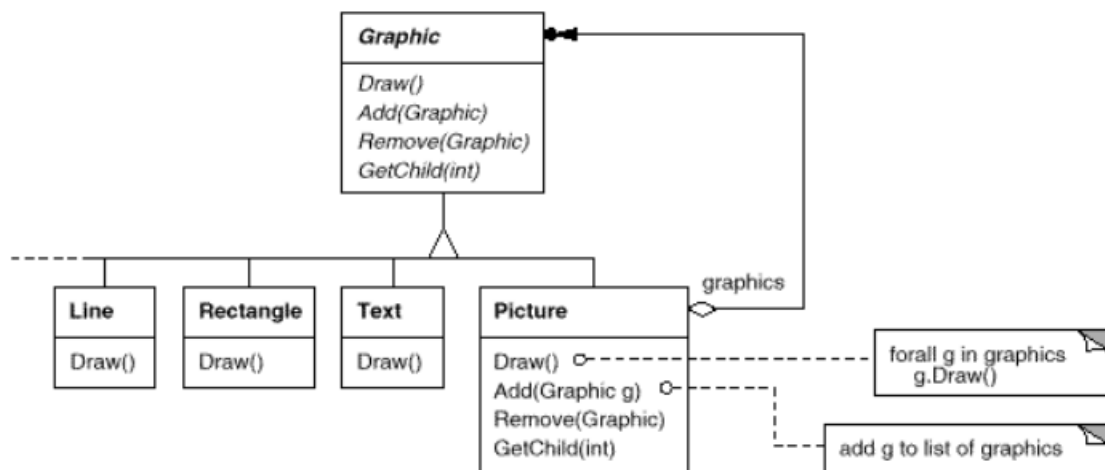 Graphic
Draw()
Add(Graphic)
Remove(Graphic)
GetChild(int)
graphics
Line
Draw()
Rectangle
Draw()
Text
Draw()
Picture
Draw()
Add(Graphic g)
Remove(Graphic)
GetChild(int)
forall g in graphics
g.Draw()
add g to list of graphics